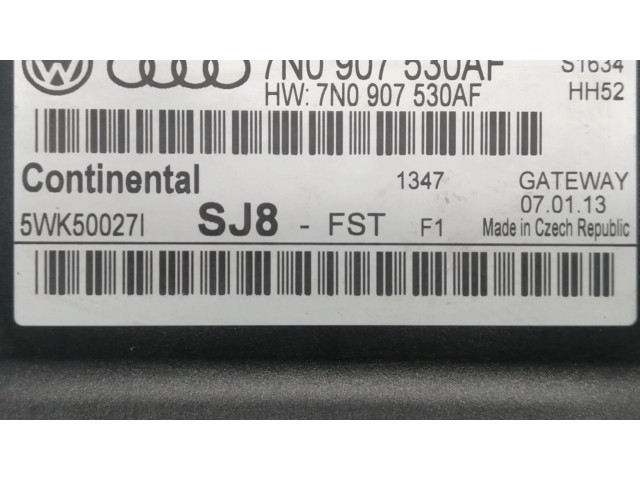 7N0 907 530AF S1634
HW: 7N0 907 530AF HH52
Continental 1347 GATEWAY
07.01.13
5WK50027I SJ8 - FST F1 Made in Czech Republic